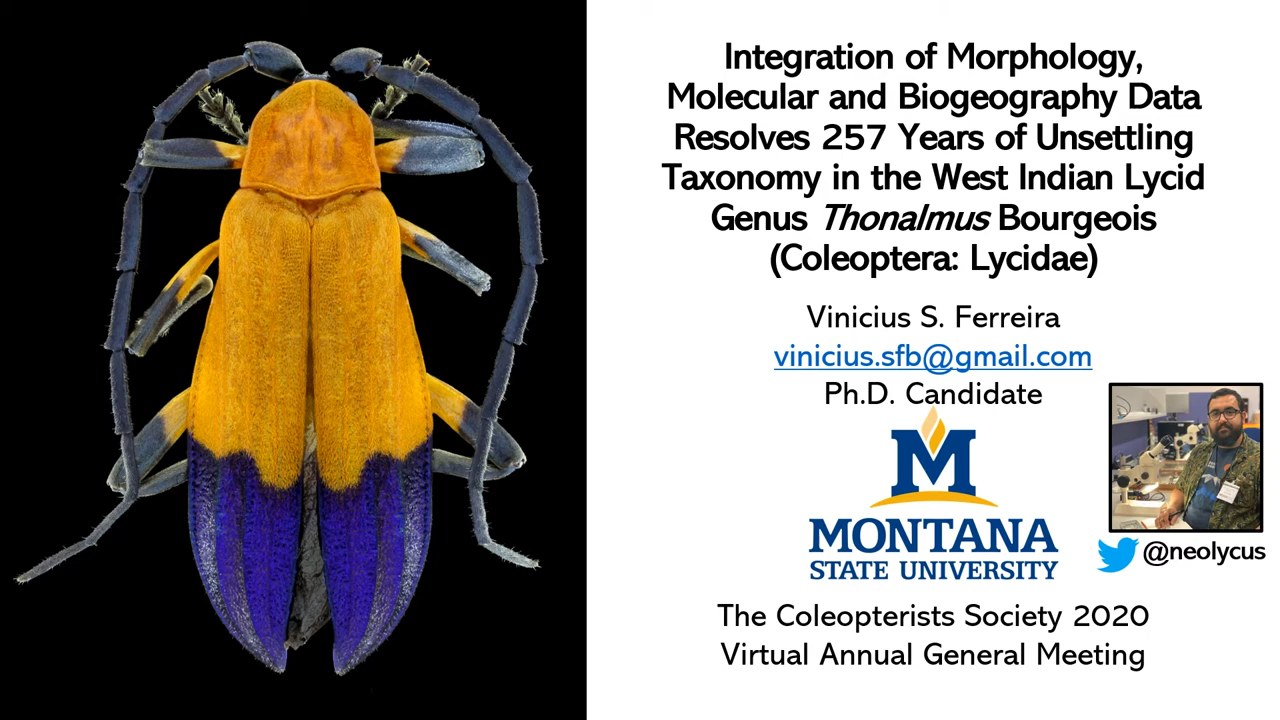 Integration of Morphology,
Molecular and Biogeography Data
Resolves 257 Years of Unsettling
Taxonomy in the West Indian Lycid
Genus Thonalmus Bourgeois
(Coleoptera: Lycidae)
Vinicius S. Ferreira
vinicius.sfb@gmail.com
Ph.D. Candidate
M
MONTANA
STATE UNIVERSITY
@neolycus
The Coleopterists Society 2020
Virtual Annual General Meeting